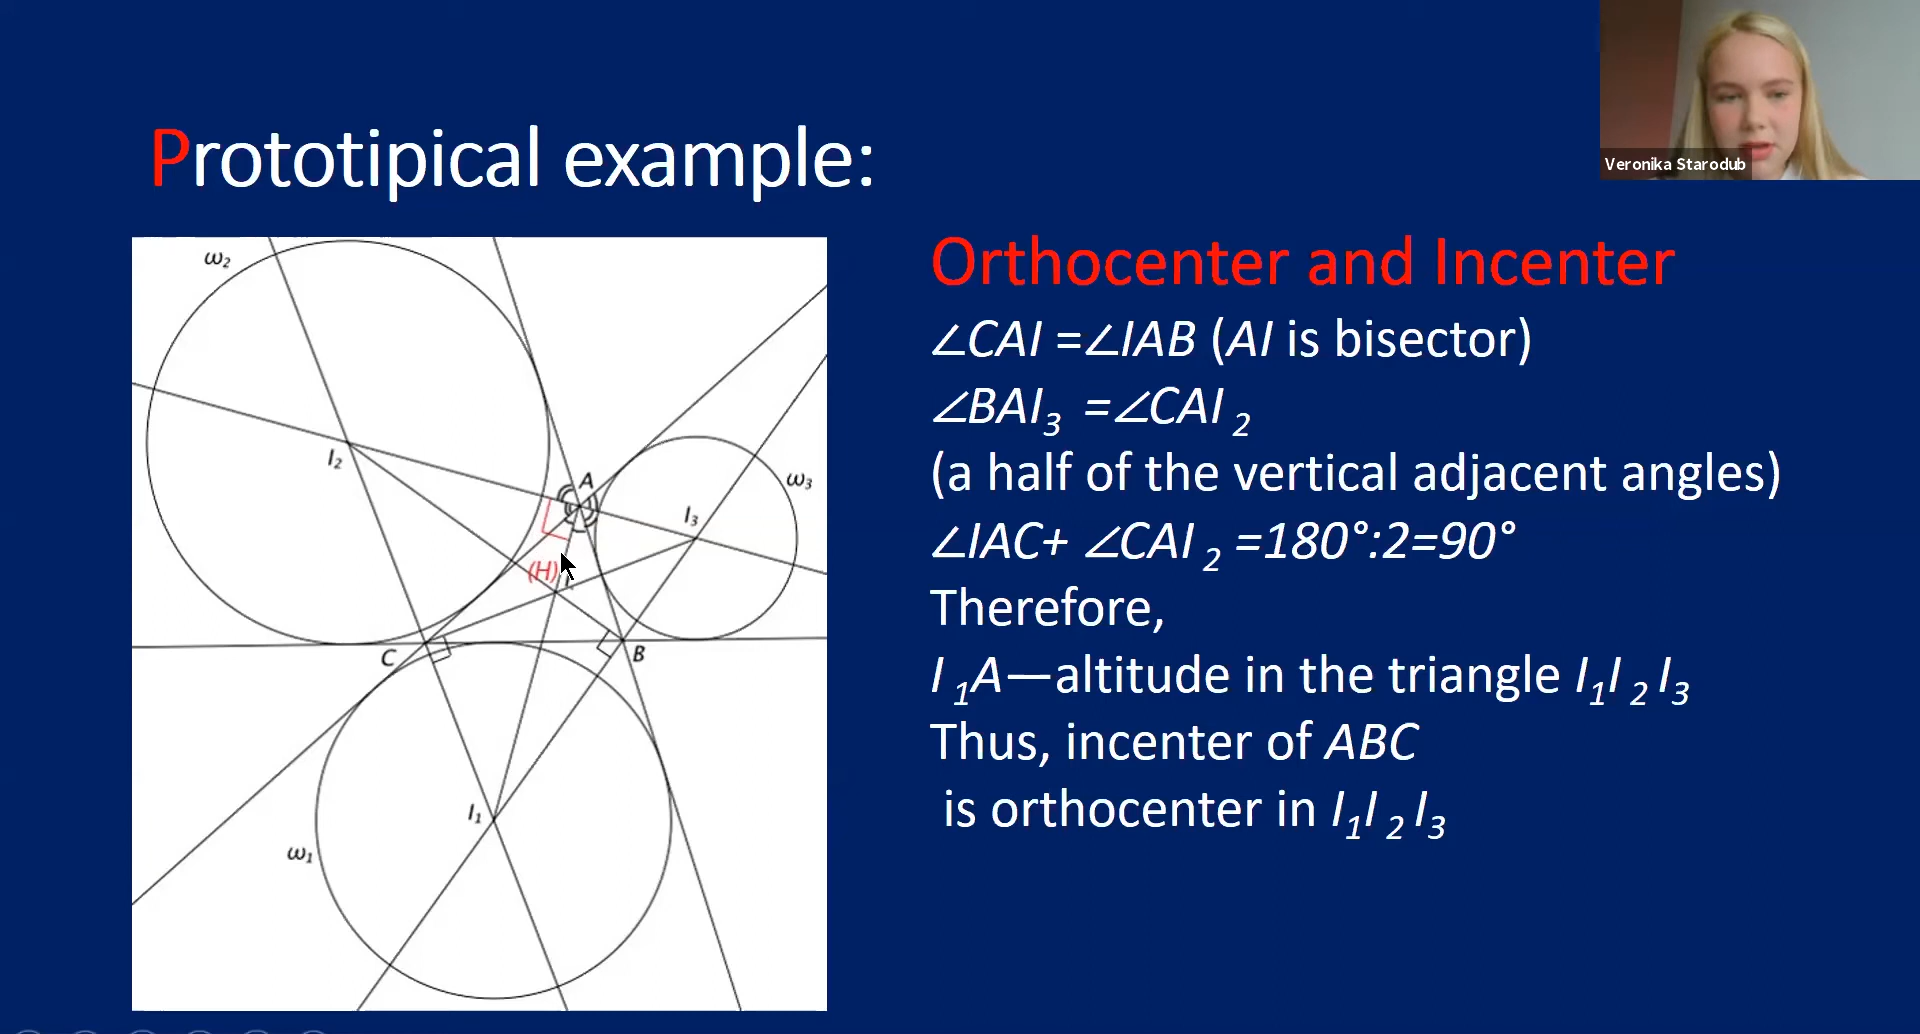 Prototipical example:
Veronika Starodub
Orthocenter and Incenter
∠CAI =∠IAB (AI is bisector)
∠BAI₃ =∠CAI ₂
(a half of the vertical adjacent angles)
∠IAC+ ∠CAI ₂ =180°:2=90°
Therefore,
I ₁A—altitude in the triangle I₁I ₂ I₃
Thus, incenter of ABC
is orthocenter in I₁I ₂ I₃
ω₂
I₂
A
ω₃
I₃
(H)
C
B
I₁
ω₁